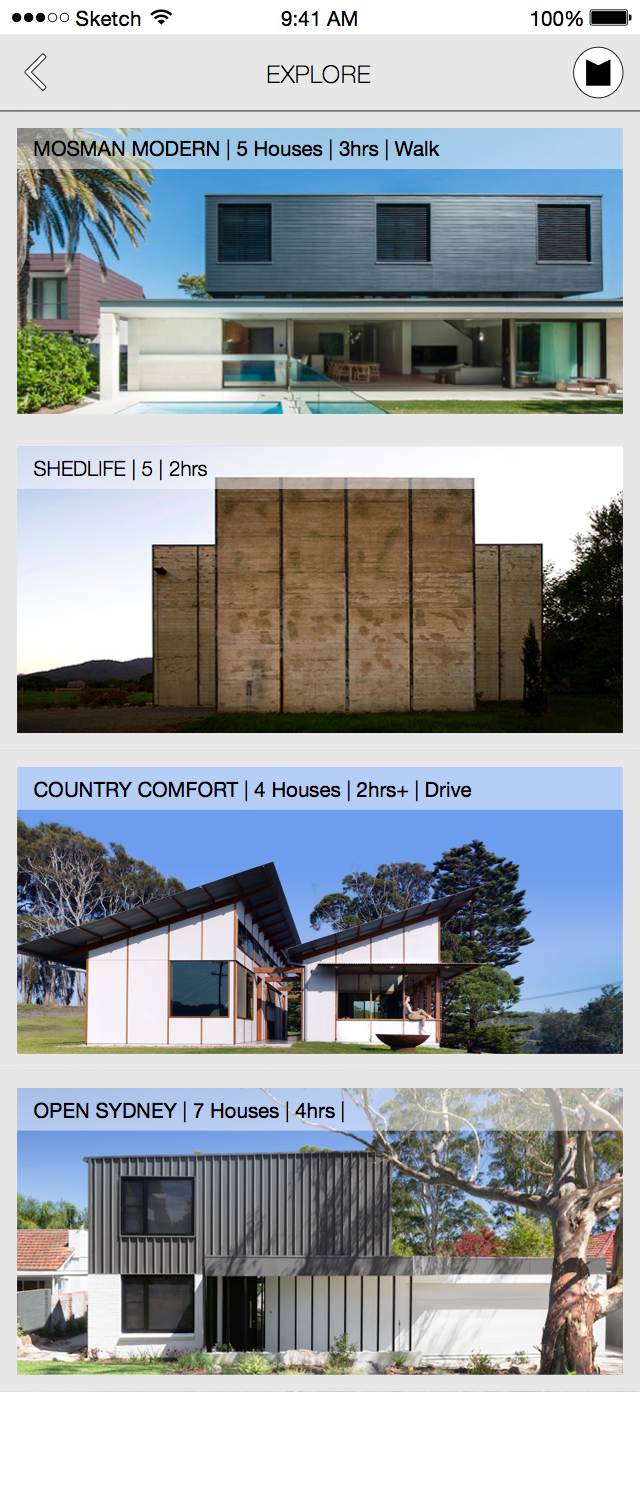 Sketch 9:41 AM 100%
EXPLORE
MOSMAN MODERN | 5 Houses | 3hrs | Walk
SHEDLIFE | 5 | 2hrs
COUNTRY COMFORT | 4 Houses | 2hrs+ | Drive
OPEN SYDNEY | 7 Houses | 4hrs |